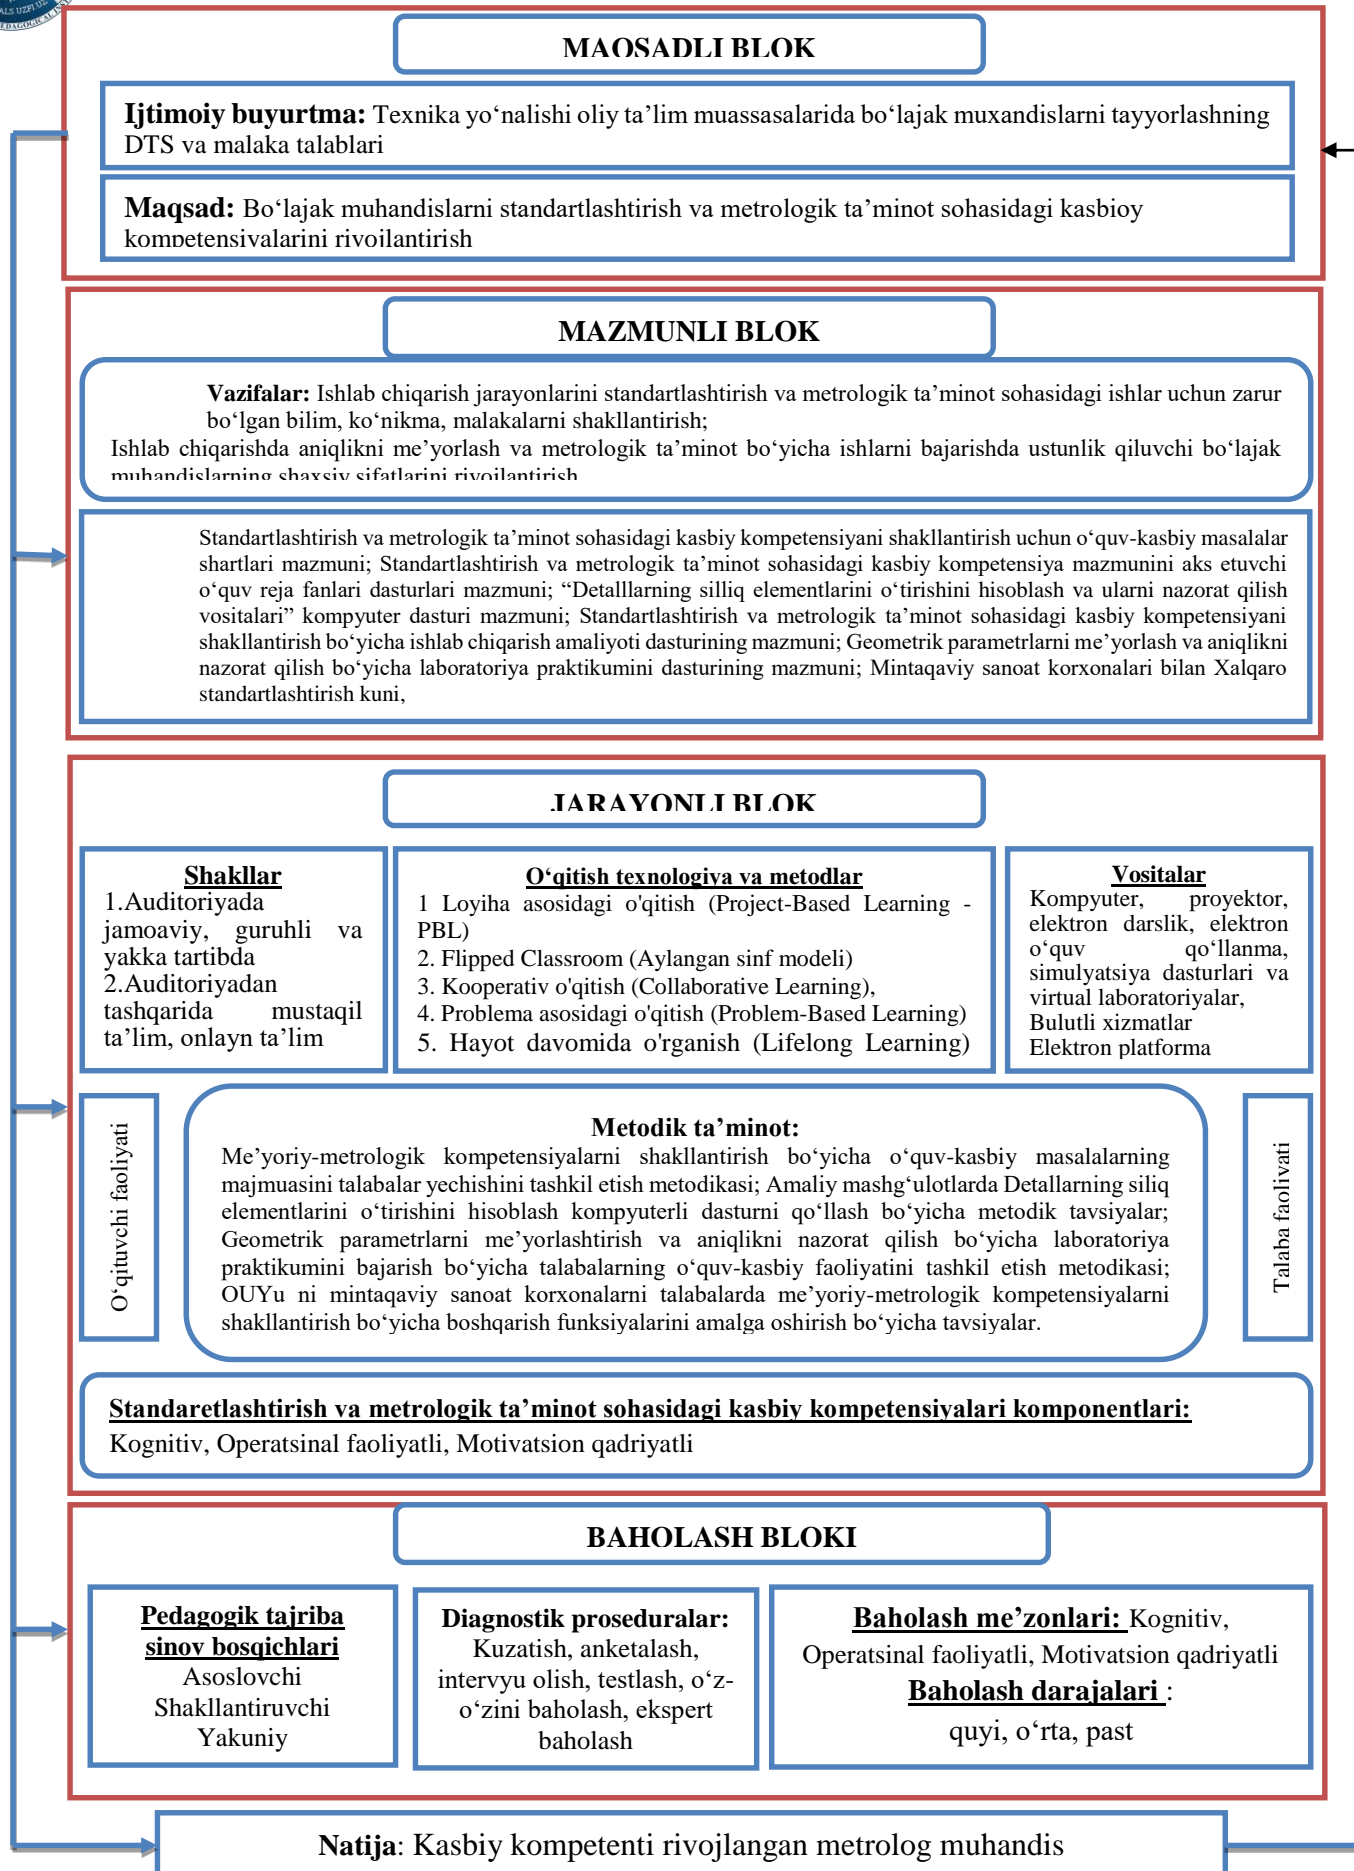 ALS UZFI UZ
PEDAGOGICAL INS
MAQSADLI BLOK
Ijtimoiy buyurtma: Texnika yo‘nalishi oliy ta’lim muassasalarida bo‘lajak muxandislarni tayyorlashning
DTS va malaka talablari
Maqsad: Bo‘lajak muhandislarni standartlashtirish va metrologik ta’minot sohasidagi kasbioy
kompetensiyalarini rivojlantirish
MAZMUNLI BLOK
Vazifalar: Ishlab chiqarish jarayonlarini standartlashtirish va metrologik ta’minot sohasidagi ishlar uchun zarur
bo‘lgan bilim, ko‘nikma, malakalarni shakllantirish;
Ishlab chiqarishda aniqlikni me’yorlash va metrologik ta’minot bo‘yicha ishlarni bajarishda ustunlik qiluvchi bo‘lajak
muhandislarning shaxsiy sifatlarini rivojlantirish
Standartlashtirish va metrologik ta’minot sohasidagi kasbiy kompetensiyani shakllantirish uchun o‘quv-kasbiy masalalar
shartlari mazmuni; Standartlashtirish va metrologik ta’minot sohasidagi kasbiy kompetensiya mazmunini aks etuvchi
o‘quv reja fanlari dasturlari mazmuni; “Detalllarning silliq elementlarini o‘tirishini hisoblash va ularni nazorat qilish
vositalari” kompyuter dasturi mazmuni; Standartlashtirish va metrologik ta’minot sohasidagi kasbiy kompetensiyani
shakllantirish bo‘yicha ishlab chiqarish amaliyoti dasturining mazmuni; Geometrik parametrlarni me’yorlash va aniqlikni
nazorat qilish bo‘yicha laboratoriya praktikumini dasturining mazmuni; Mintaqaviy sanoat korxonalari bilan Xalqaro
standartlashtirish kuni,
JARAYONLI BLOK
Shakllar
1.Auditoriyada
jamoaviy, guruhli va
yakka tartibda
2.Auditoriyadan
tashqarida mustaqil
ta’lim, onlayn ta’lim
O‘qitish texnologiya va metodlar
1 Loyiha asosidagi o'qitish (Project-Based Learning -
PBL)
2. Flipped Classroom (Aylangan sinf modeli)
3. Kooperativ o'qitish (Collaborative Learning),
4. Problema asosidagi o'qitish (Problem-Based Learning)
5. Hayot davomida o'rganish (Lifelong Learning)
Vositalar
Kompyuter, proyektor,
elektron darslik, elektron
o‘quv qo‘llanma,
simulyatsiya dasturlari va
virtual laboratoriyalar,
Bulutli xizmatlar
Elektron platforma
O‘qituvchi faoliyati
Metodik ta’minot:
Me’yoriy-metrologik kompetensiyalarni shakllantirish bo‘yicha o‘quv-kasbiy masalalarning
majmuasini talabalar yechishini tashkil etish metodikasi; Amaliy mashg‘ulotlarda Detallarning siliq
elementlarini o‘tirishini hisoblash kompyuterli dasturni qo‘llash bo‘yicha metodik tavsiyalar;
Geometrik parametrlarni me’yorlashtirish va aniqlikni nazorat qilish bo‘yicha laboratoriya
praktikumini bajarish bo‘yicha talabalarning o‘quv-kasbiy faoliyatini tashkil etish metodikasi;
OUYu ni mintaqaviy sanoat korxonalarni talabalarda me’yoriy-metrologik kompetensiyalarni
shakllantirish bo‘yicha boshqarish funksiyalarini amalga oshirish bo‘yicha tavsiyalar.
Talaba faoliyati
Standaretlashtirish va metrologik ta’minot sohasidagi kasbiy kompetensiyalari komponentlari:
Kognitiv, Operatsinal faoliyatli, Motivatsion qadriyatli
BAHOLASH BLOKI
Pedagogik tajriba
sinov bosqichlari
Asoslovchi
Shakllantiruvchi
Yakuniy
Diagnostik proseduralar:
Kuzatish, anketalash,
intervyu olish, testlash, o‘z-
o‘zini baholash, ekspert
baholash
Baholash me’zonlari: Kognitiv,
Operatsinal faoliyatli, Motivatsion qadriyatli
Baholash darajalari :
quyi, o‘rta, past
Natija: Kasbiy kompetenti rivojlangan metrolog muhandis